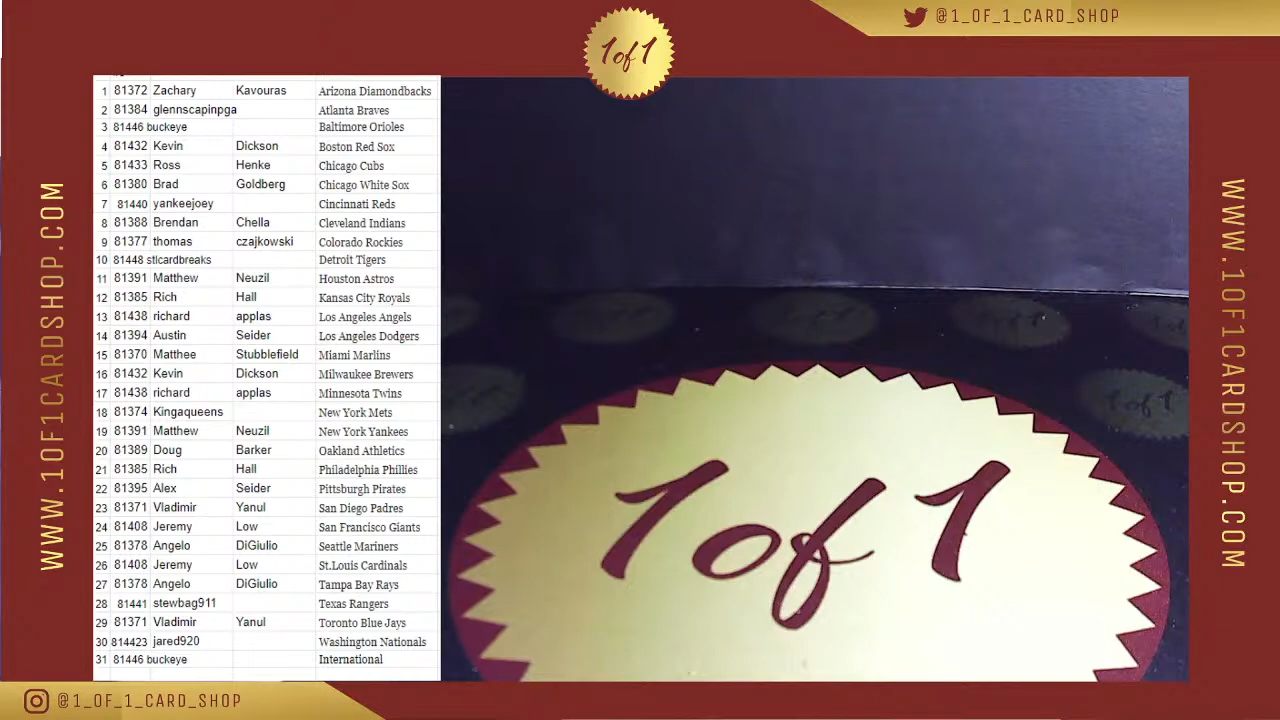 @1_OF_1_CARD_SHOP
1of1
1 81372 Zachary Kavouras Arizona Diamondbacks
2 81384 glennscapinpga Atlanta Braves
3 81446 buckeye Baltimore Orioles
4 81432 Kevin Dickson Boston Red Sox
5 81433 Ross Henke Chicago Cubs
6 81380 Brad Goldberg Chicago White Sox
7 81440 yankeejoey Cincinnati Reds
8 81388 Brendan Chella Cleveland Indians
9 81377 thomas czajkowski Colorado Rockies
10 81448 stlcardbreaks Detroit Tigers
11 81391 Matthew Neuzil Houston Astros
12 81385 Rich Hall Kansas City Royals
13 81438 richard applas Los Angeles Angels
14 81394 Austin Seider Los Angeles Dodgers
15 81370 Matthee Stubblefield Miami Marlins
16 81432 Kevin Dickson Milwaukee Brewers
17 81438 richard applas Minnesota Twins
18 81374 Kingaqueens New York Mets
19 81391 Matthew Neuzil New York Yankees
20 81389 Doug Barker Oakland Athletics
21 81385 Rich Hall Philadelphia Phillies
22 81395 Alex Seider Pittsburgh Pirates
23 81371 Vladimir Yanul San Diego Padres
24 81408 Jeremy Low San Francisco Giants
25 81378 Angelo DiGiulio Seattle Mariners
26 81408 Jeremy Low St.Louis Cardinals
27 81378 Angelo DiGiulio Tampa Bay Rays
28 81441 stewbag911 Texas Rangers
29 81371 Vladimir Yanul Toronto Blue Jays
30 814423 jared920 Washington Nationals
31 81446 buckeye International
1of1
1of1
WWW.1OF1CARDSHOP.COM
WWW.1OF1CARDSHOP.COM
@1_OF_1_CARD_SHOP